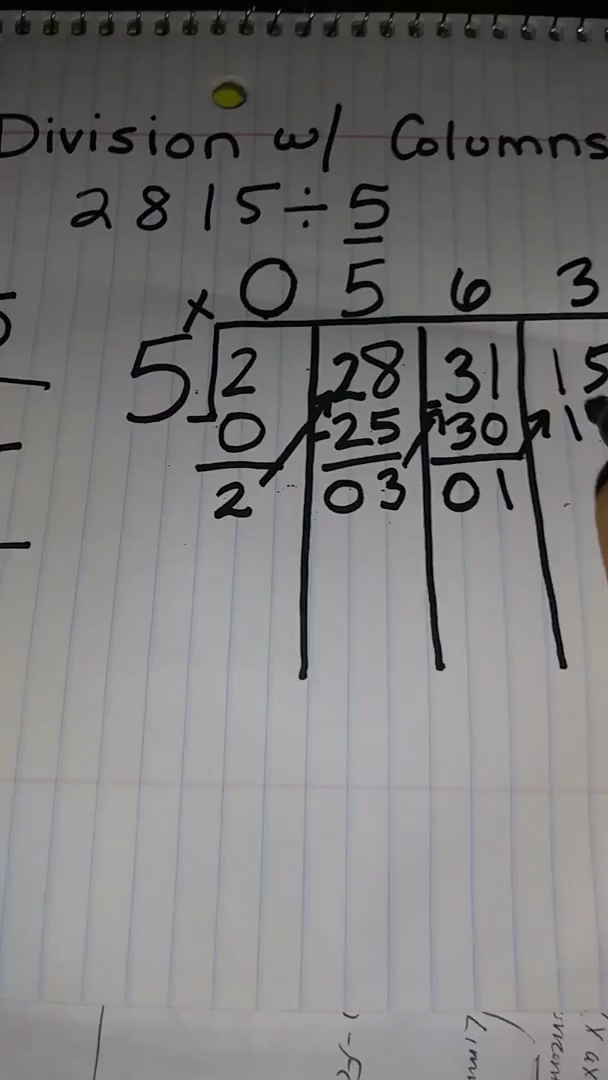 Division w/ Columns
2815÷5
x 0 5 6 3
5 2 28 31 15
0 -25 -30 1
2 03 01